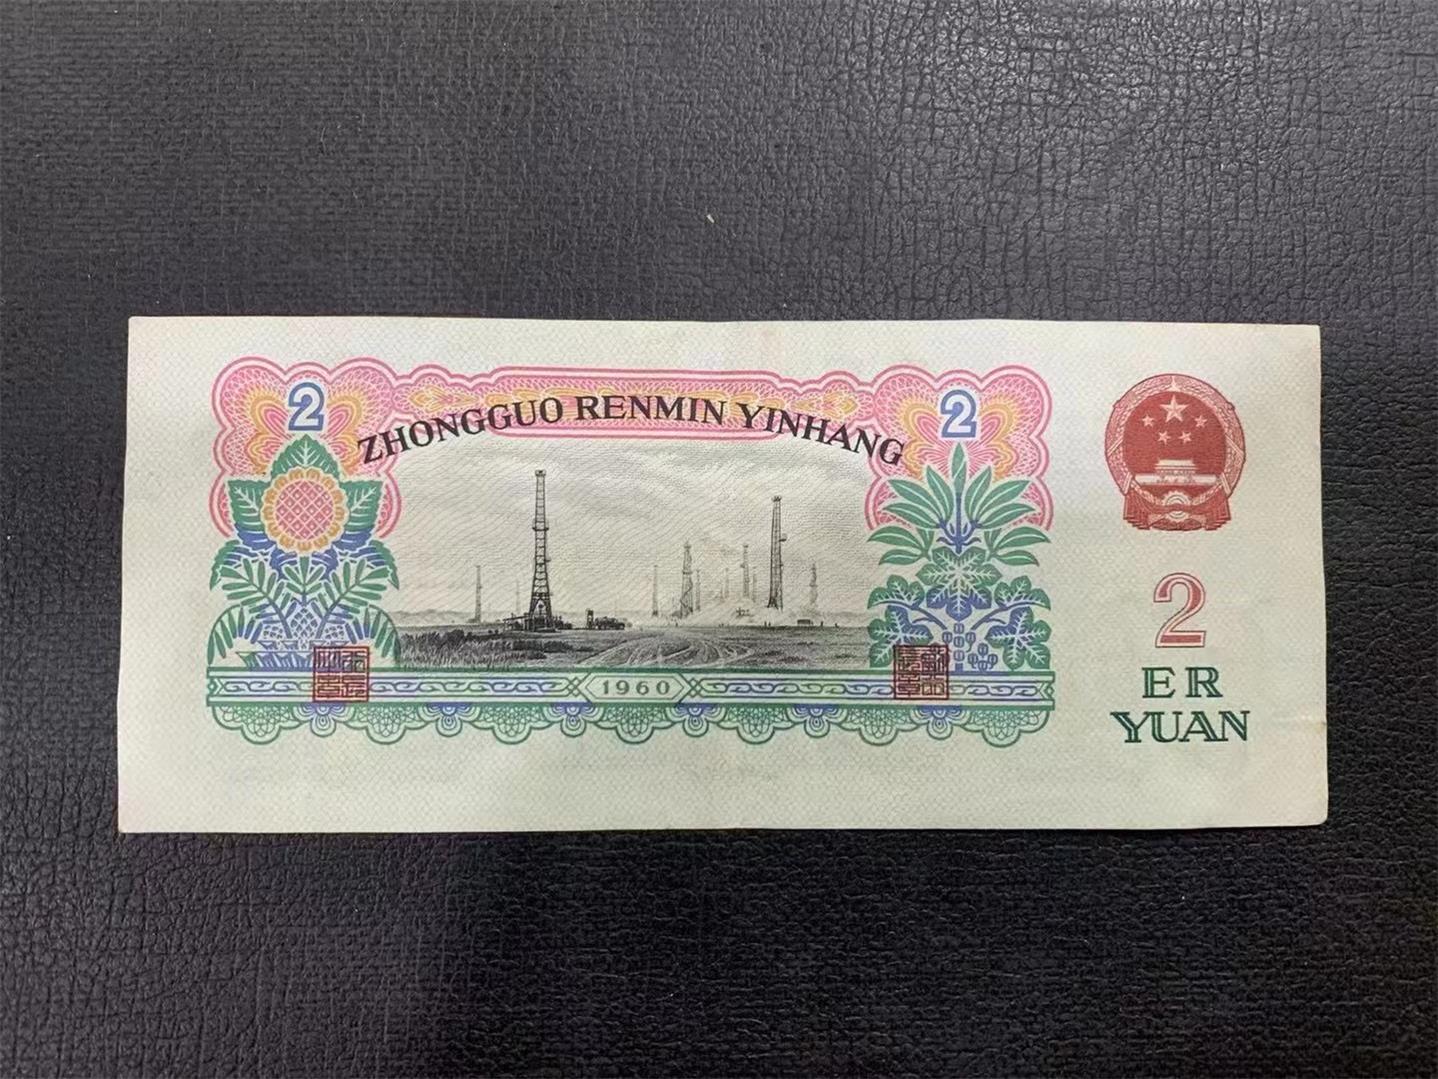 2
2
ZHONGGUO RENMIN YINHANG
1960
2
ER
YUAN